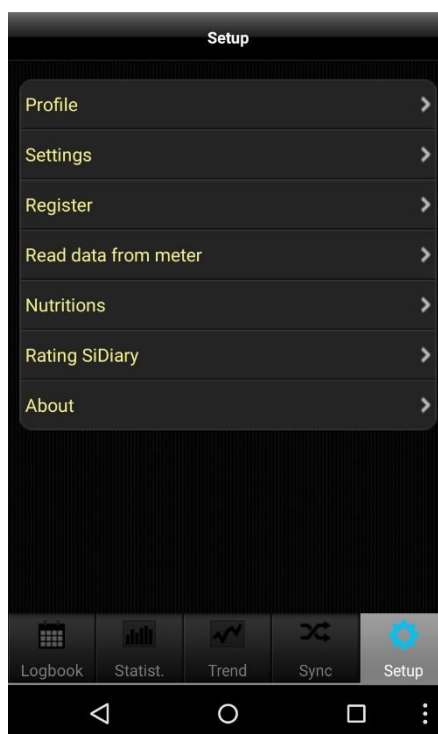 Setup
Profile
Settings
Register
Read data from meter
Nutritions
Rating SiDiary
About
Logbook Statist. Trend Sync Setup